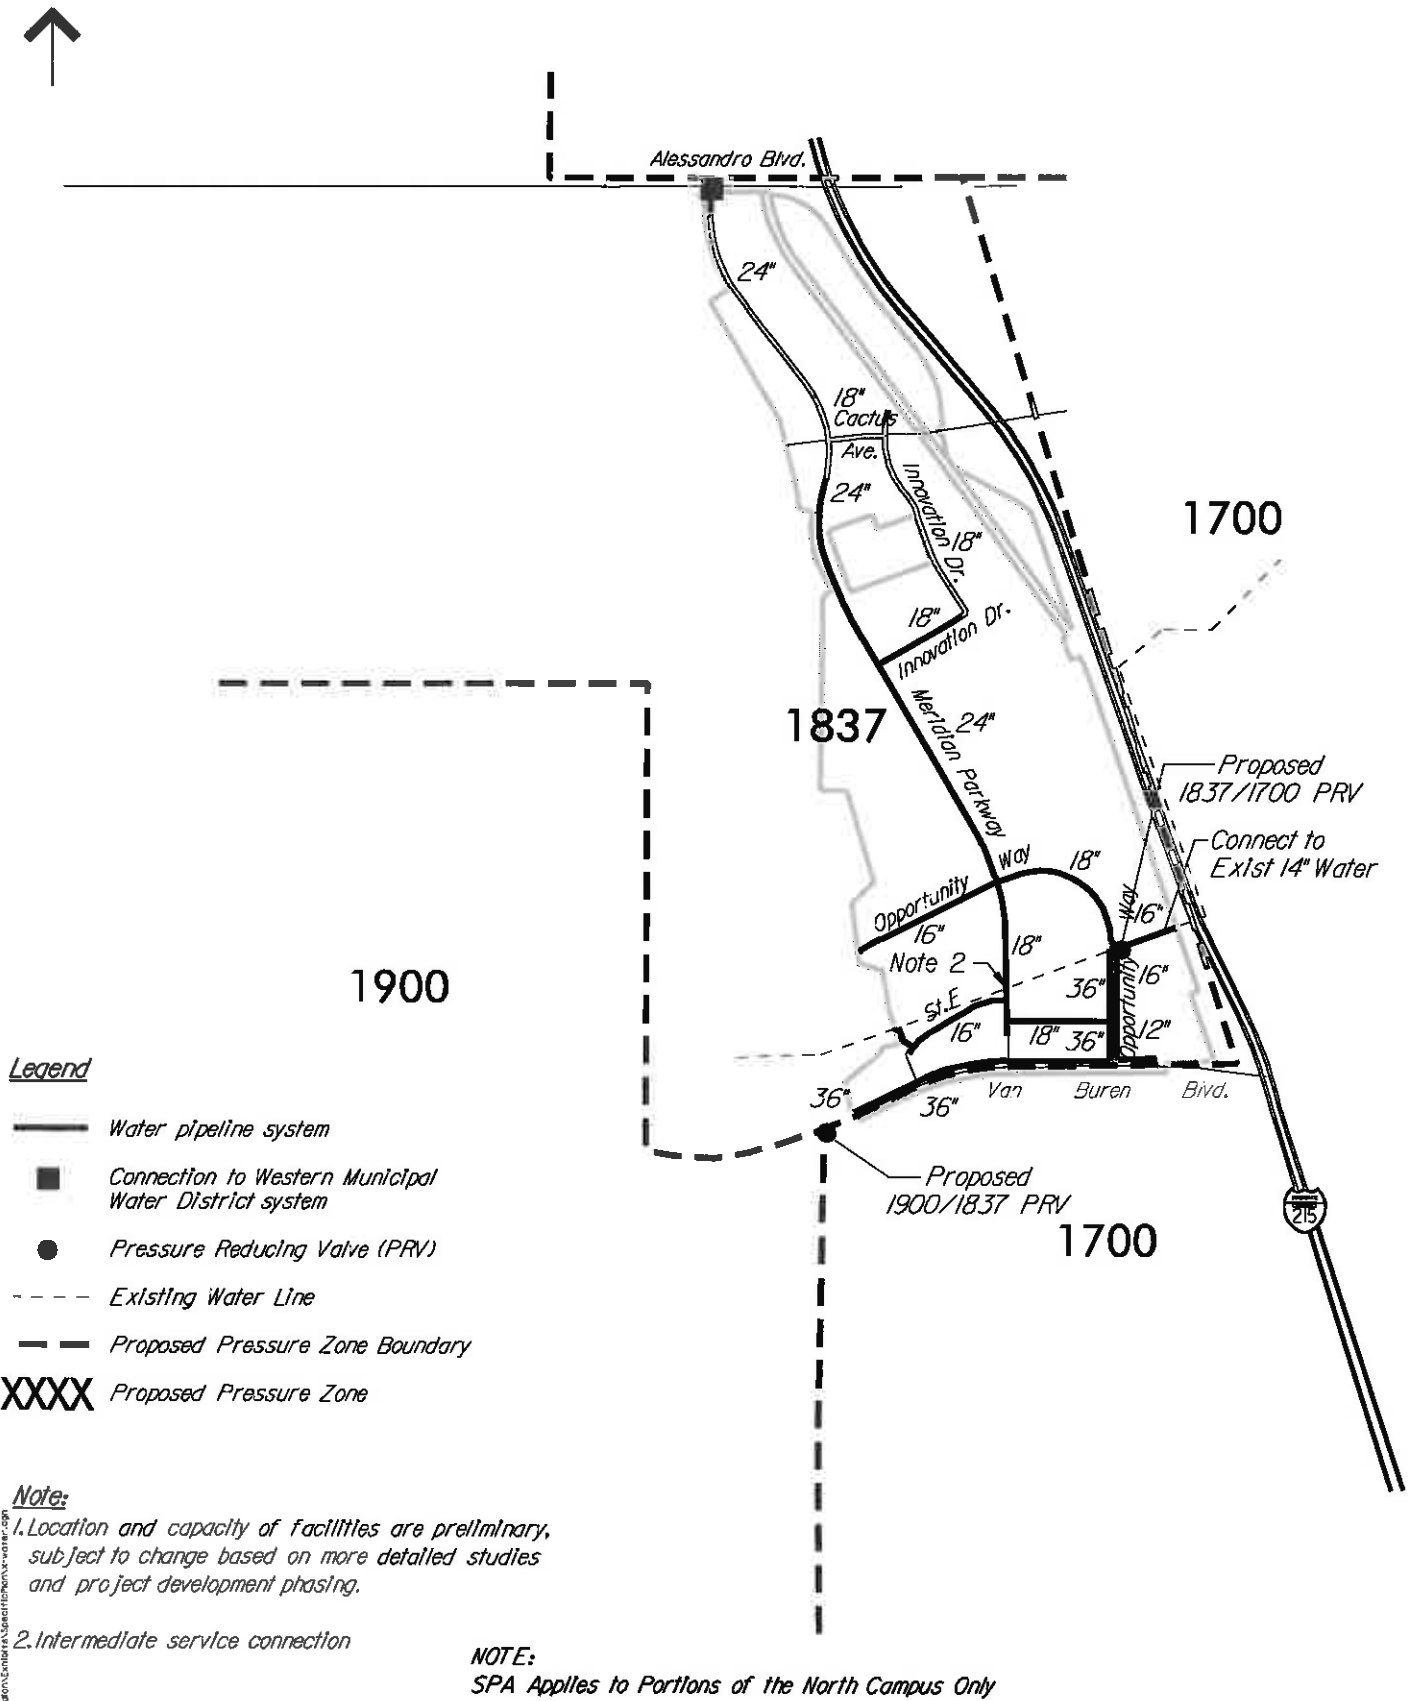 Alessandro Blvd.
24"
18"
Cactus
Ave.
24"
Innovation Dr.
18"
1700
18"
Innovation Dr.
1837
Meridian Parkway
24"
Proposed
1837/1700 PRV
Connect to
Exist 14" Water
Opportunity Way
18"
16"
Opportunity Way
16"
18"
Note 2
16"
36"
1900
St.E
16"
18"
36"
12"
36"
36"
Van Buren Blvd.
Proposed
1900/1837 PRV
1700
215
Legend
Water pipeline system
Connection to Western Municipal
Water District system
Pressure Reducing Valve (PRV)
Existing Water Line
Proposed Pressure Zone Boundary
XXXX Proposed Pressure Zone
Note:
1. Location and capacity of facilities are preliminary,
subject to change based on more detailed studies
and project development phasing.
2. Intermediate service connection
NOTE:
SPA Applies to Portions of the North Campus Only